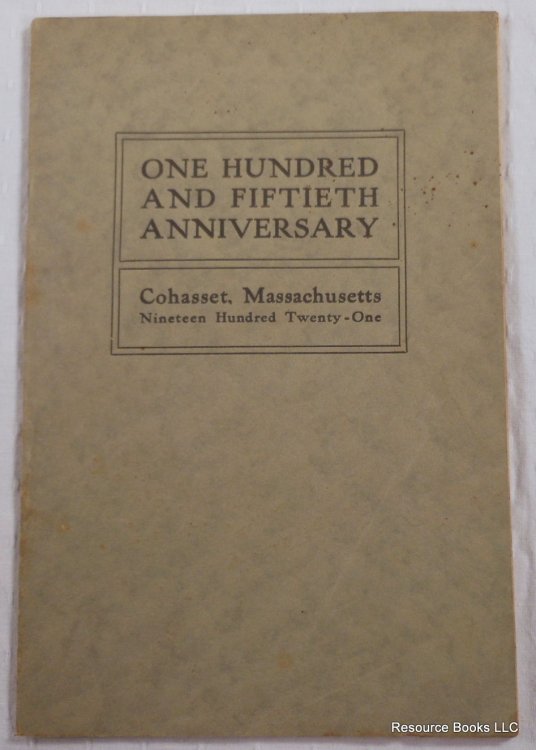 ONE HUNDRED
AND FIFTIETH
ANNIVERSARY
Cohasset, Massachusetts
Nineteen Hundred Twenty-One
Resource Books LLC